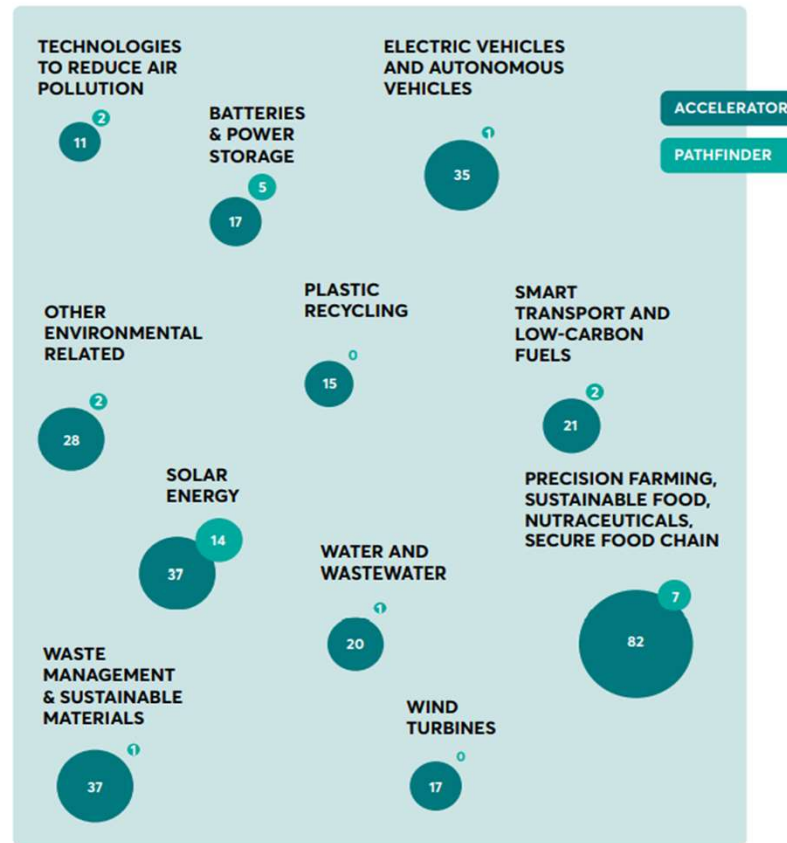 TECHNOLOGIES
TO REDUCE AIR
POLLUTION
2
11
BATTERIES
& POWER
STORAGE
5
17
ELECTRIC VEHICLES
AND AUTONOMOUS
VEHICLES
1
35
ACCELERATOR
PATHFINDER
OTHER
ENVIRONMENTAL
RELATED
2
28
PLASTIC
RECYCLING
0
15
SMART
TRANSPORT AND
LOW-CARBON
FUELS
2
21
SOLAR
ENERGY
14
37
WATER AND
WASTEWATER
1
20
PRECISION FARMING,
SUSTAINABLE FOOD,
NUTRACEUTICALS,
SECURE FOOD CHAIN
7
82
WASTE
MANAGEMENT
& SUSTAINABLE
MATERIALS
1
37
WIND
TURBINES
0
17